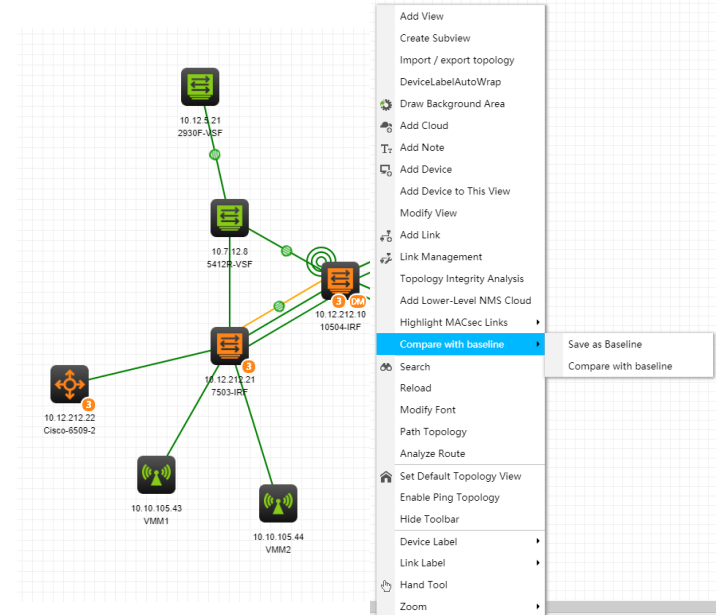 10.12.5.21
2930F-VSF
10.7.12.8
5412R-VSF
3
DM
10.12.212.10
10504-IRF
3
10.12.212.21
7503-IRF
3
10.12.212.22
Cisco-6509-2
10.10.105.43
VMM1
10.10.105.44
VMM2
Add View
Create Subview
Import / export topology
DeviceLabelAutoWrap
Draw Background Area
Add Cloud
Add Note
Add Device
Add Device to This View
Modify View
Add Link
Link Management
Topology Integrity Analysis
Add Lower-Level NMS Cloud
Highlight MACsec Links
Compare with baseline
Save as Baseline
Compare with baseline
Search
Reload
Modify Font
Path Topology
Analyze Route
Set Default Topology View
Enable Ping Topology
Hide Toolbar
Device Label
Link Label
Hand Tool
Zoom